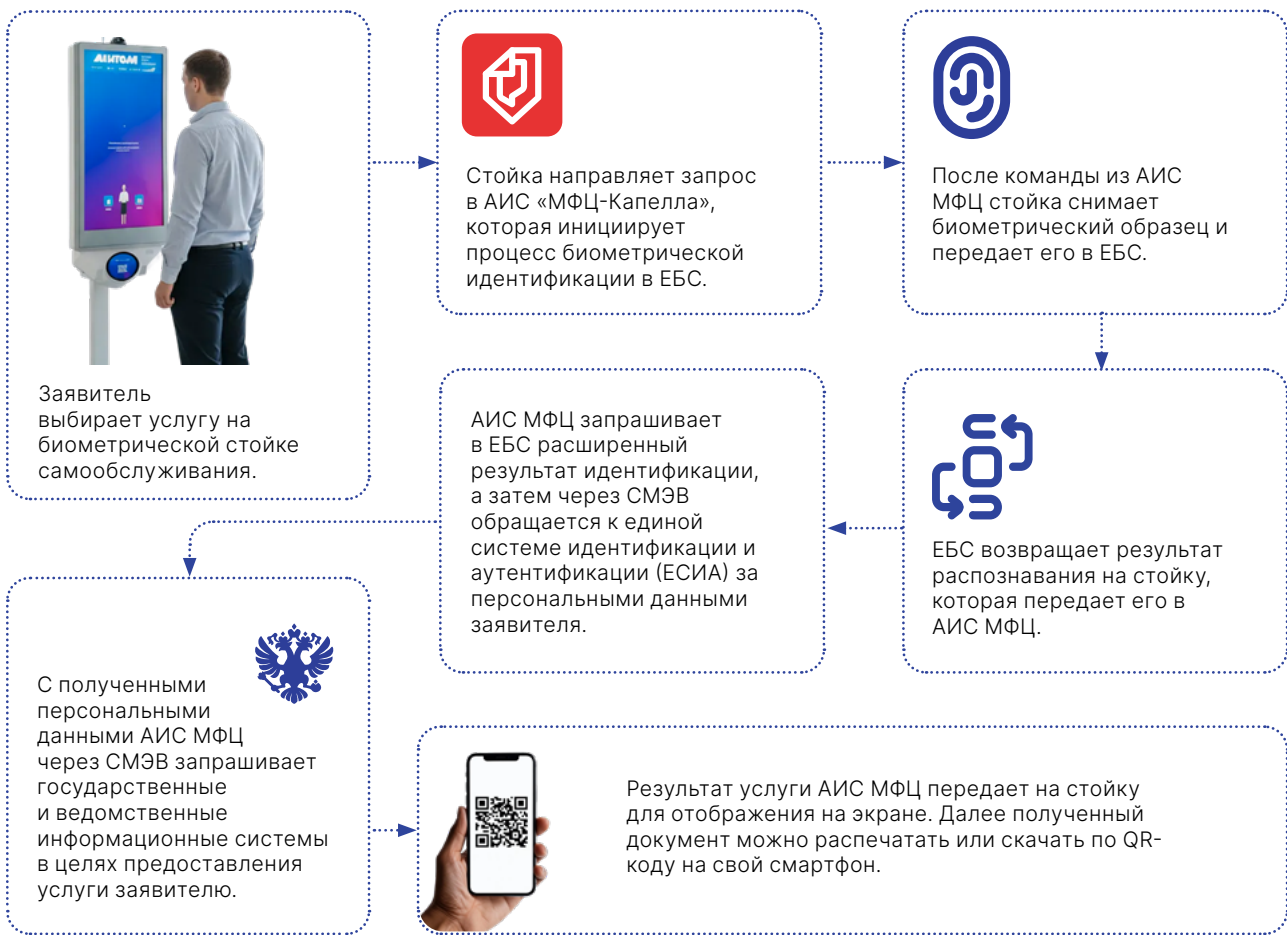 АЛТОМ
Заявитель
выбирает услугу на
биометрической стойке
самообслуживания.
Стойка направляет запрос
в АИС «МФЦ-Капелла»,
которая инициирует
процесс биометрической
идентификации в ЕБС.
После команды из АИС
МФЦ стойка снимает
биометрический образец и
передает его в ЕБС.
ЕБС возвращает результат
распознавания на стойку,
которая передает его в
АИС МФЦ.
АИС МФЦ запрашивает
в ЕБС расширенный
результат идентификации,
а затем через СМЭВ
обращается к единой
системе идентификации и
аутентификации (ЕСИА) за
персональными данными
заявителя.
С полученными
персональными
данными АИС МФЦ
через СМЭВ запрашивает
государственные
и ведомственные
информационные системы
в целях предоставления
услуги заявителю.
Результат услуги АИС МФЦ передает на стойку
для отображения на экране. Далее полученный
документ можно распечатать или скачать по QR-
коду на свой смартфон.